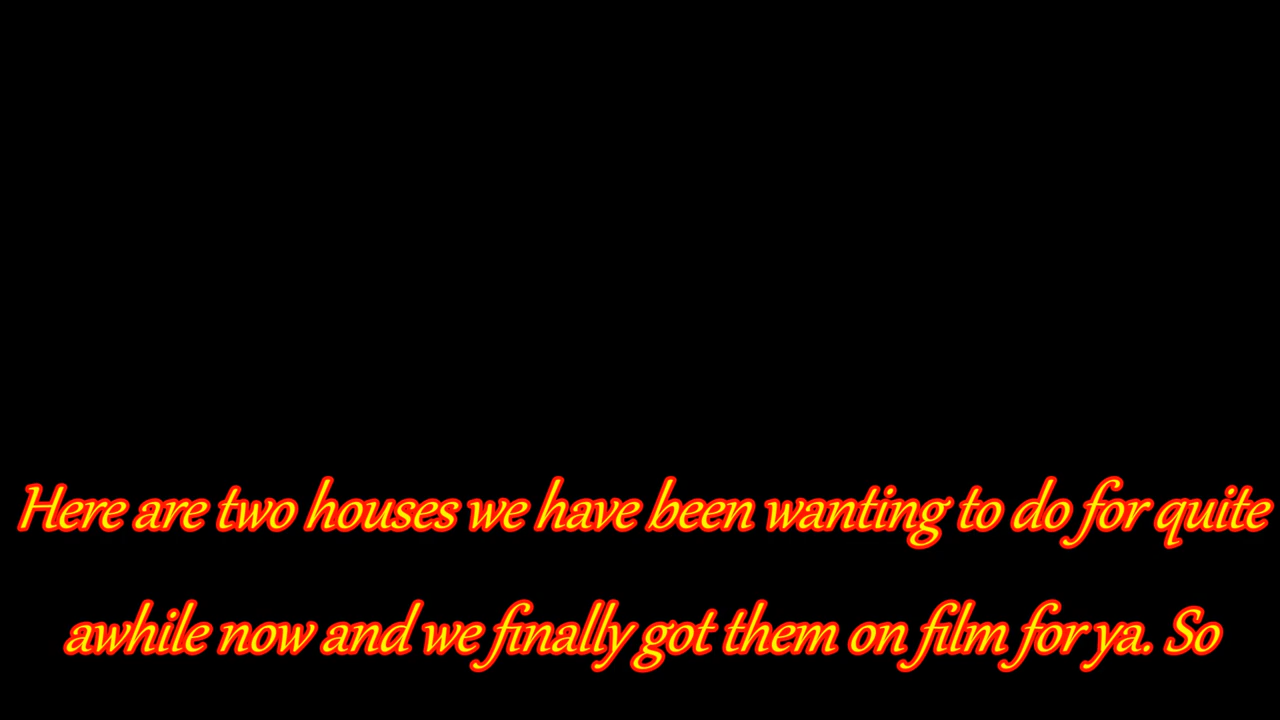 Here are two houses we have been wanting to do for quite
awhile now and we finally got them on film for ya. So